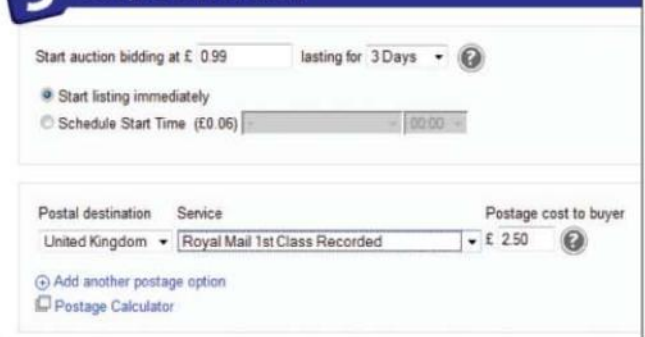 Start auction bidding at £ 0.99 lasting for 3 Days ?
Start listing immediately
Schedule Start Time (£0.06) - - 00:00
Postal destination Service Postage cost to buyer
United Kingdom Royal Mail 1st Class Recorded £ 2.50 ?
Add another postage option
Postage Calculator